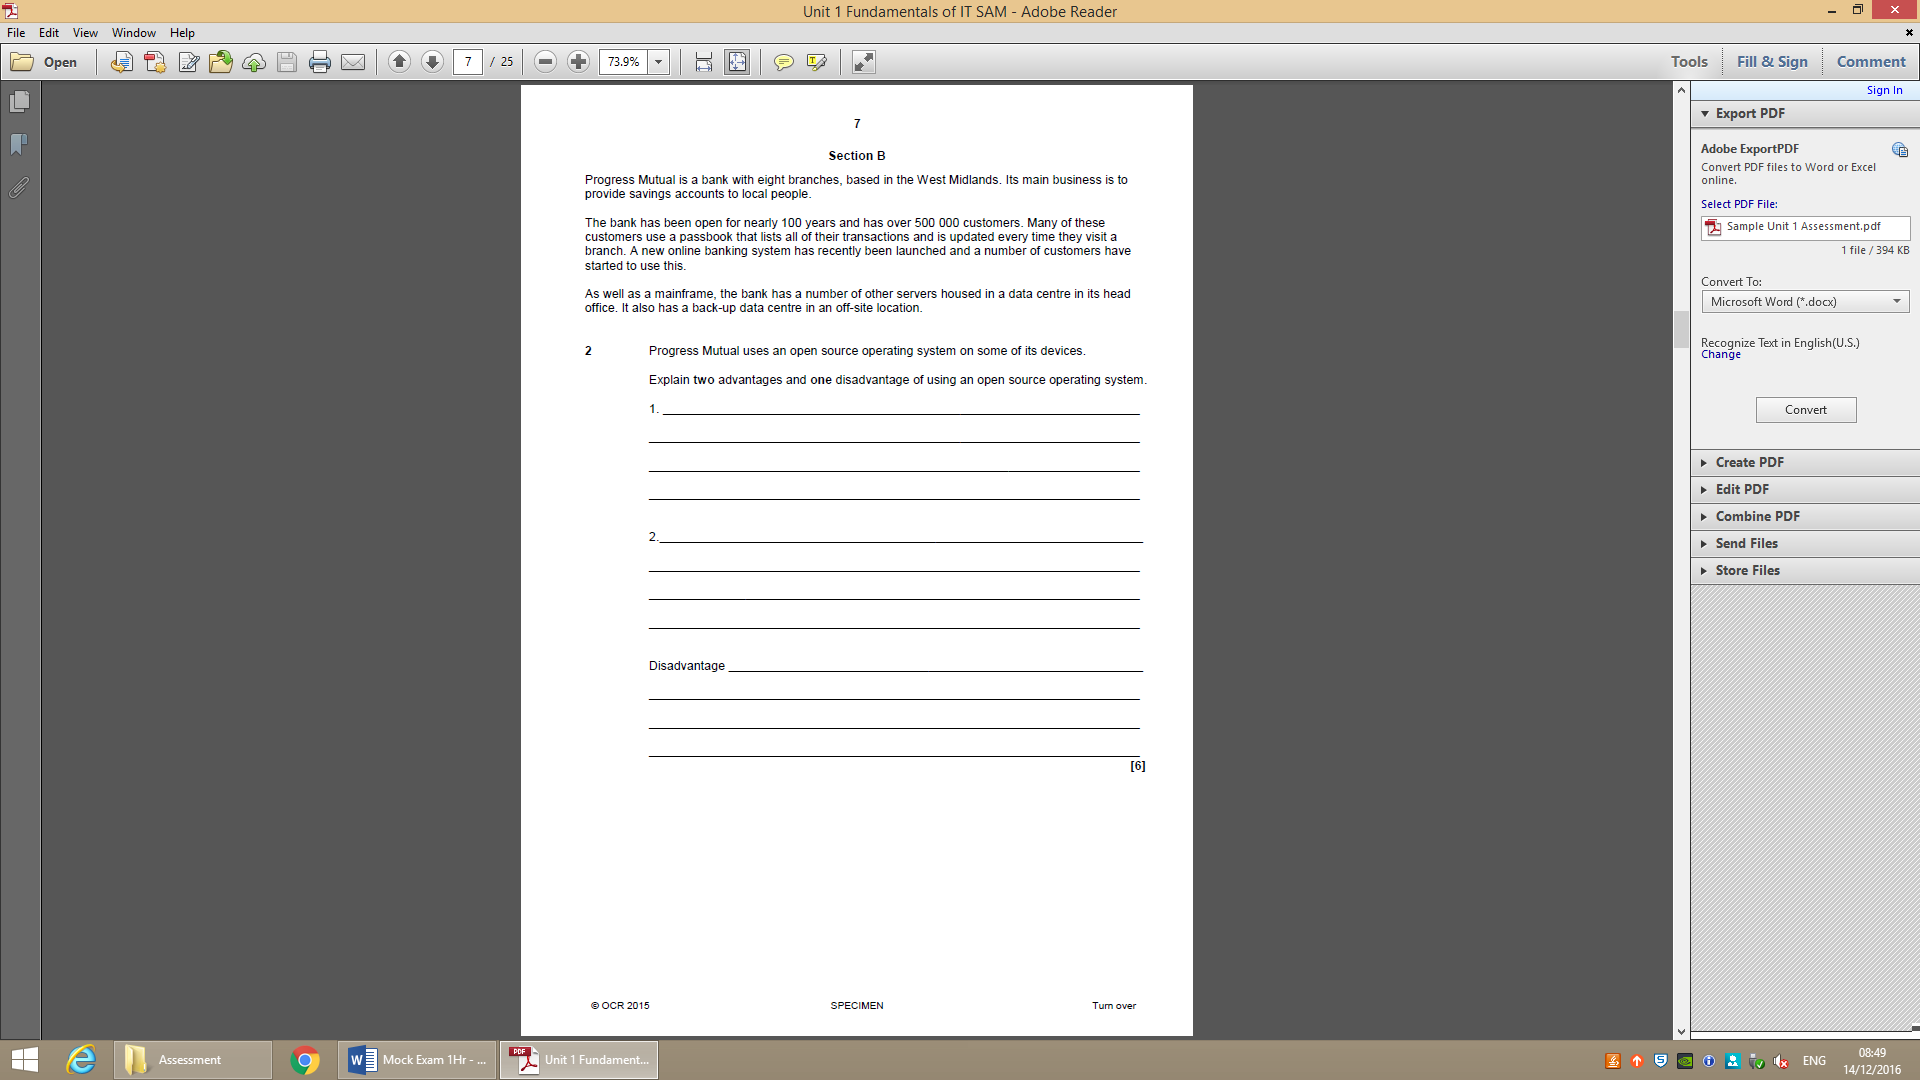 Unit 1 Fundamentals of IT SAM - Adobe Reader
File Edit View Window Help
Open 7 / 25 73.9% Tools Fill & Sign Comment
Sign In
7
Section B
Progress Mutual is a bank with eight branches, based in the West Midlands. Its main business is to
provide savings accounts to local people.
The bank has been open for nearly 100 years and has over 500 000 customers. Many of these
customers use a passbook that lists all of their transactions and is updated every time they visit a
branch. A new online banking system has recently been launched and a number of customers have
started to use this.
As well as a mainframe, the bank has a number of other servers housed in a data centre in its head
office. It also has a back-up data centre in an off-site location.
2 Progress Mutual uses an open source operating system on some of its devices.
Explain two advantages and one disadvantage of using an open source operating system.
1.
2.
Disadvantage
[6]
© OCR 2015 SPECIMEN Turn over
Export PDF
Adobe ExportPDF
Convert PDF files to Word or Excel
online.
Select PDF File:
Sample Unit 1 Assessment.pdf
1 file / 394 KB
Convert To:
Microsoft Word (*.docx)
Recognize Text in English(U.S.)
Change
Convert
Create PDF
Edit PDF
Combine PDF
Send Files
Store Files
Assessment
Mock Exam 1Hr - ...
Unit 1 Fundament...
ENG
08:49
14/12/2016